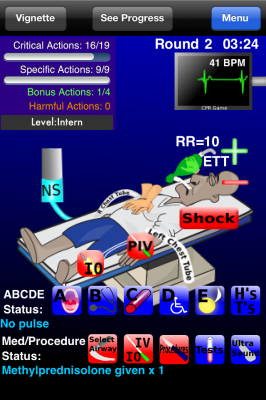 Vignette
See Progress
Menu
Critical Actions: 16/19
Specific Actions: 9/9
Bonus Actions: 1/4
Harmful Actions: 0
Level:Intern
Round 2 03:24
41 BPM
CPR Game
RR=10
ETT
NS
R Chest Tube
Shock
PIV
Left Chest Tube
IO
ABCDE
Status:
A
B
C
D
E
H's
T'S
No pulse
Med/Procedure
Status:
Select
Airway
IV
IO
Procedures
Tests
Ultra
Sound
Methylprednisolone given x 1